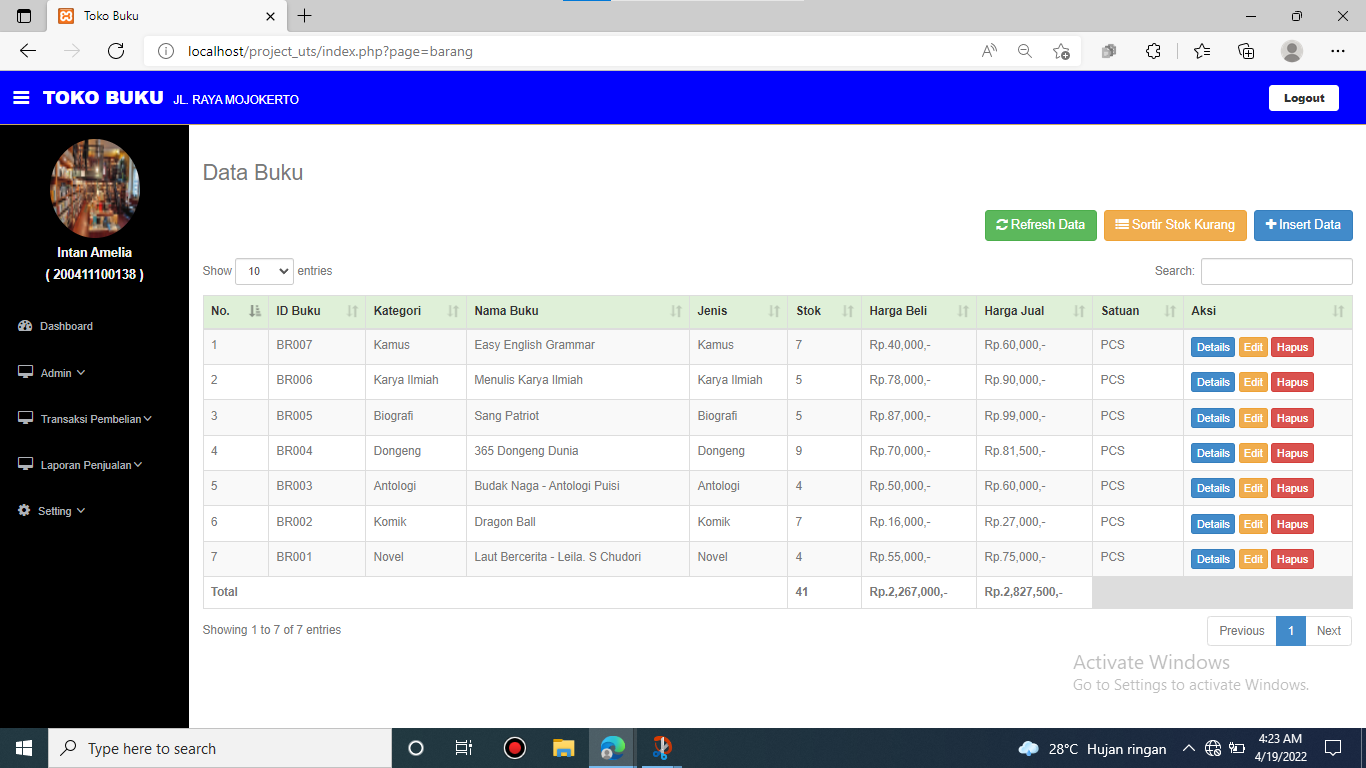 Toko Buku
localhost/project_uts/index.php?page=barang
TOKO BUKU JL. RAYA MOJOKERTO
Logout
Intan Amelia
( 200411100138 )
Dashboard
Admin
Transaksi Pembelian
Laporan Penjualan
Setting
Data Buku
Refresh Data Sortir Stok Kurang Insert Data
Show 10 entries Search:
No. ID Buku Kategori Nama Buku Jenis Stok Harga Beli Harga Jual Satuan Aksi
1 BR007 Kamus Easy English Grammar Kamus 7 Rp.40,000,- Rp.60,000,- PCS Details Edit Hapus
2 BR006 Karya Ilmiah Menulis Karya Ilmiah Karya Ilmiah 5 Rp.78,000,- Rp.90,000,- PCS Details Edit Hapus
3 BR005 Biografi Sang Patriot Biografi 5 Rp.87,000,- Rp.99,000,- PCS Details Edit Hapus
4 BR004 Dongeng 365 Dongeng Dunia Dongeng 9 Rp.70,000,- Rp.81,500,- PCS Details Edit Hapus
5 BR003 Antologi Budak Naga - Antologi Puisi Antologi 4 Rp.50,000,- Rp.60,000,- PCS Details Edit Hapus
6 BR002 Komik Dragon Ball Komik 7 Rp.16,000,- Rp.27,000,- PCS Details Edit Hapus
7 BR001 Novel Laut Bercerita - Leila. S Chudori Novel 4 Rp.55,000,- Rp.75,000,- PCS Details Edit Hapus
Total 41 Rp.2,267,000,- Rp.2,827,500,-
Showing 1 to 7 of 7 entries Previous 1 Next
Activate Windows
Go to Settings to activate Windows.
Type here to search
28°C Hujan ringan
4:23 AM
4/19/2022